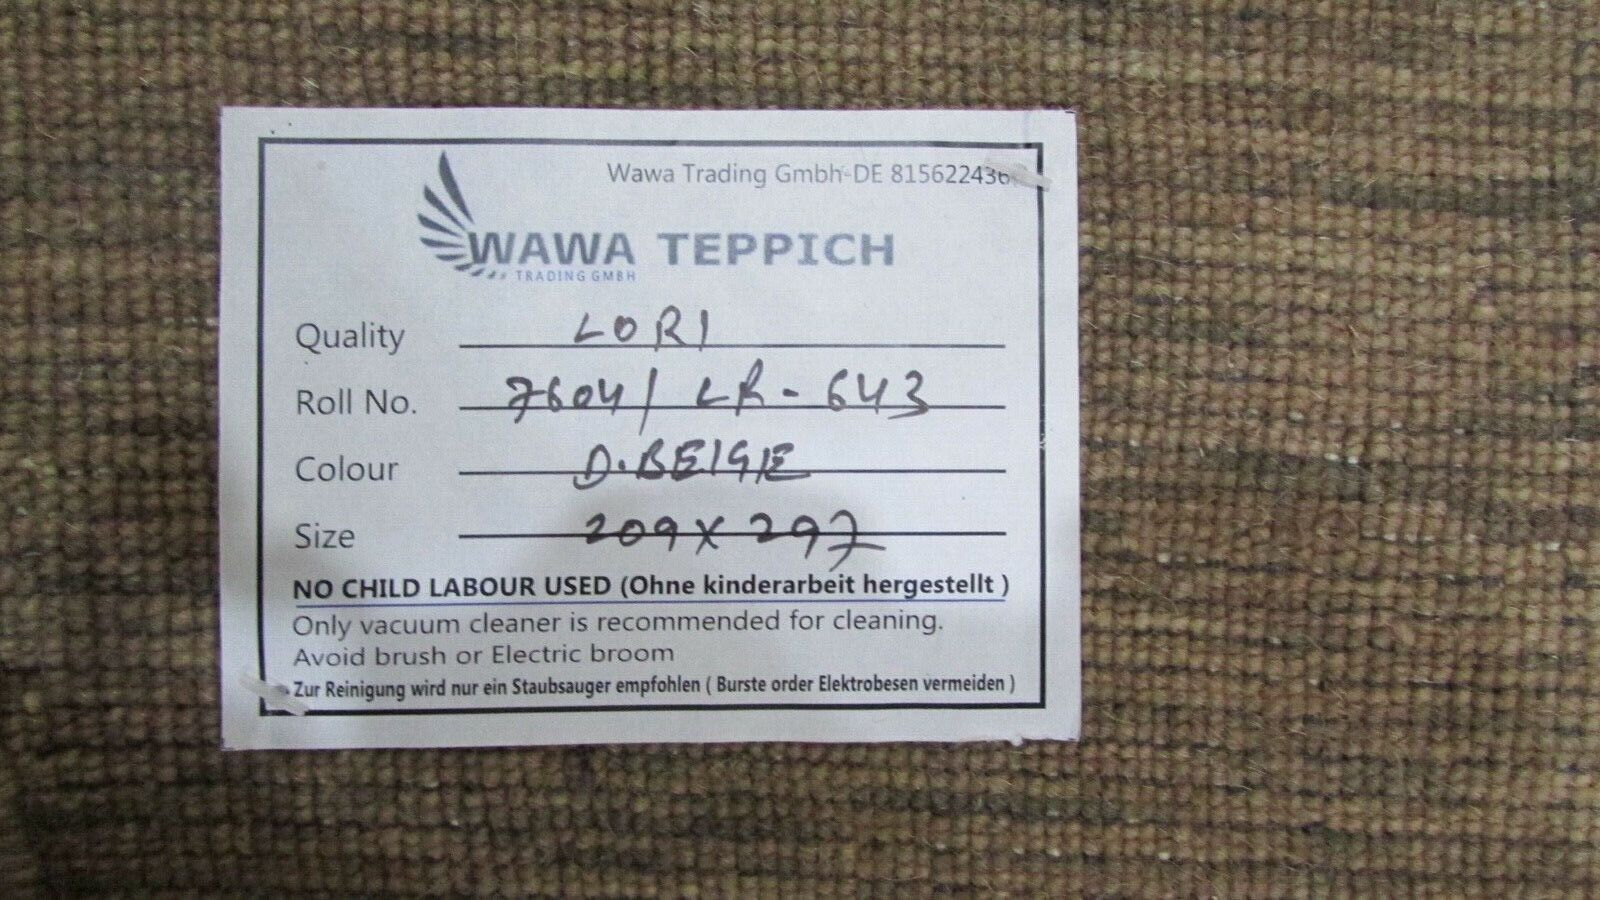 Wawa Trading Gmbh-DE 815622436
WAWA TEPPICH
TRADING GMBH
Quality LORI
Roll No. 7604/ LR-643
Colour D.BEIGE
Size 209 X 297
NO CHILD LABOUR USED (Ohne kinderarbeit hergestellt )
Only vacuum cleaner is recommended for cleaning.
Avoid brush or Electric broom
Zur Reinigung wird nur ein Staubsauger empfohlen ( Burste order Elektrobesen vermeiden )